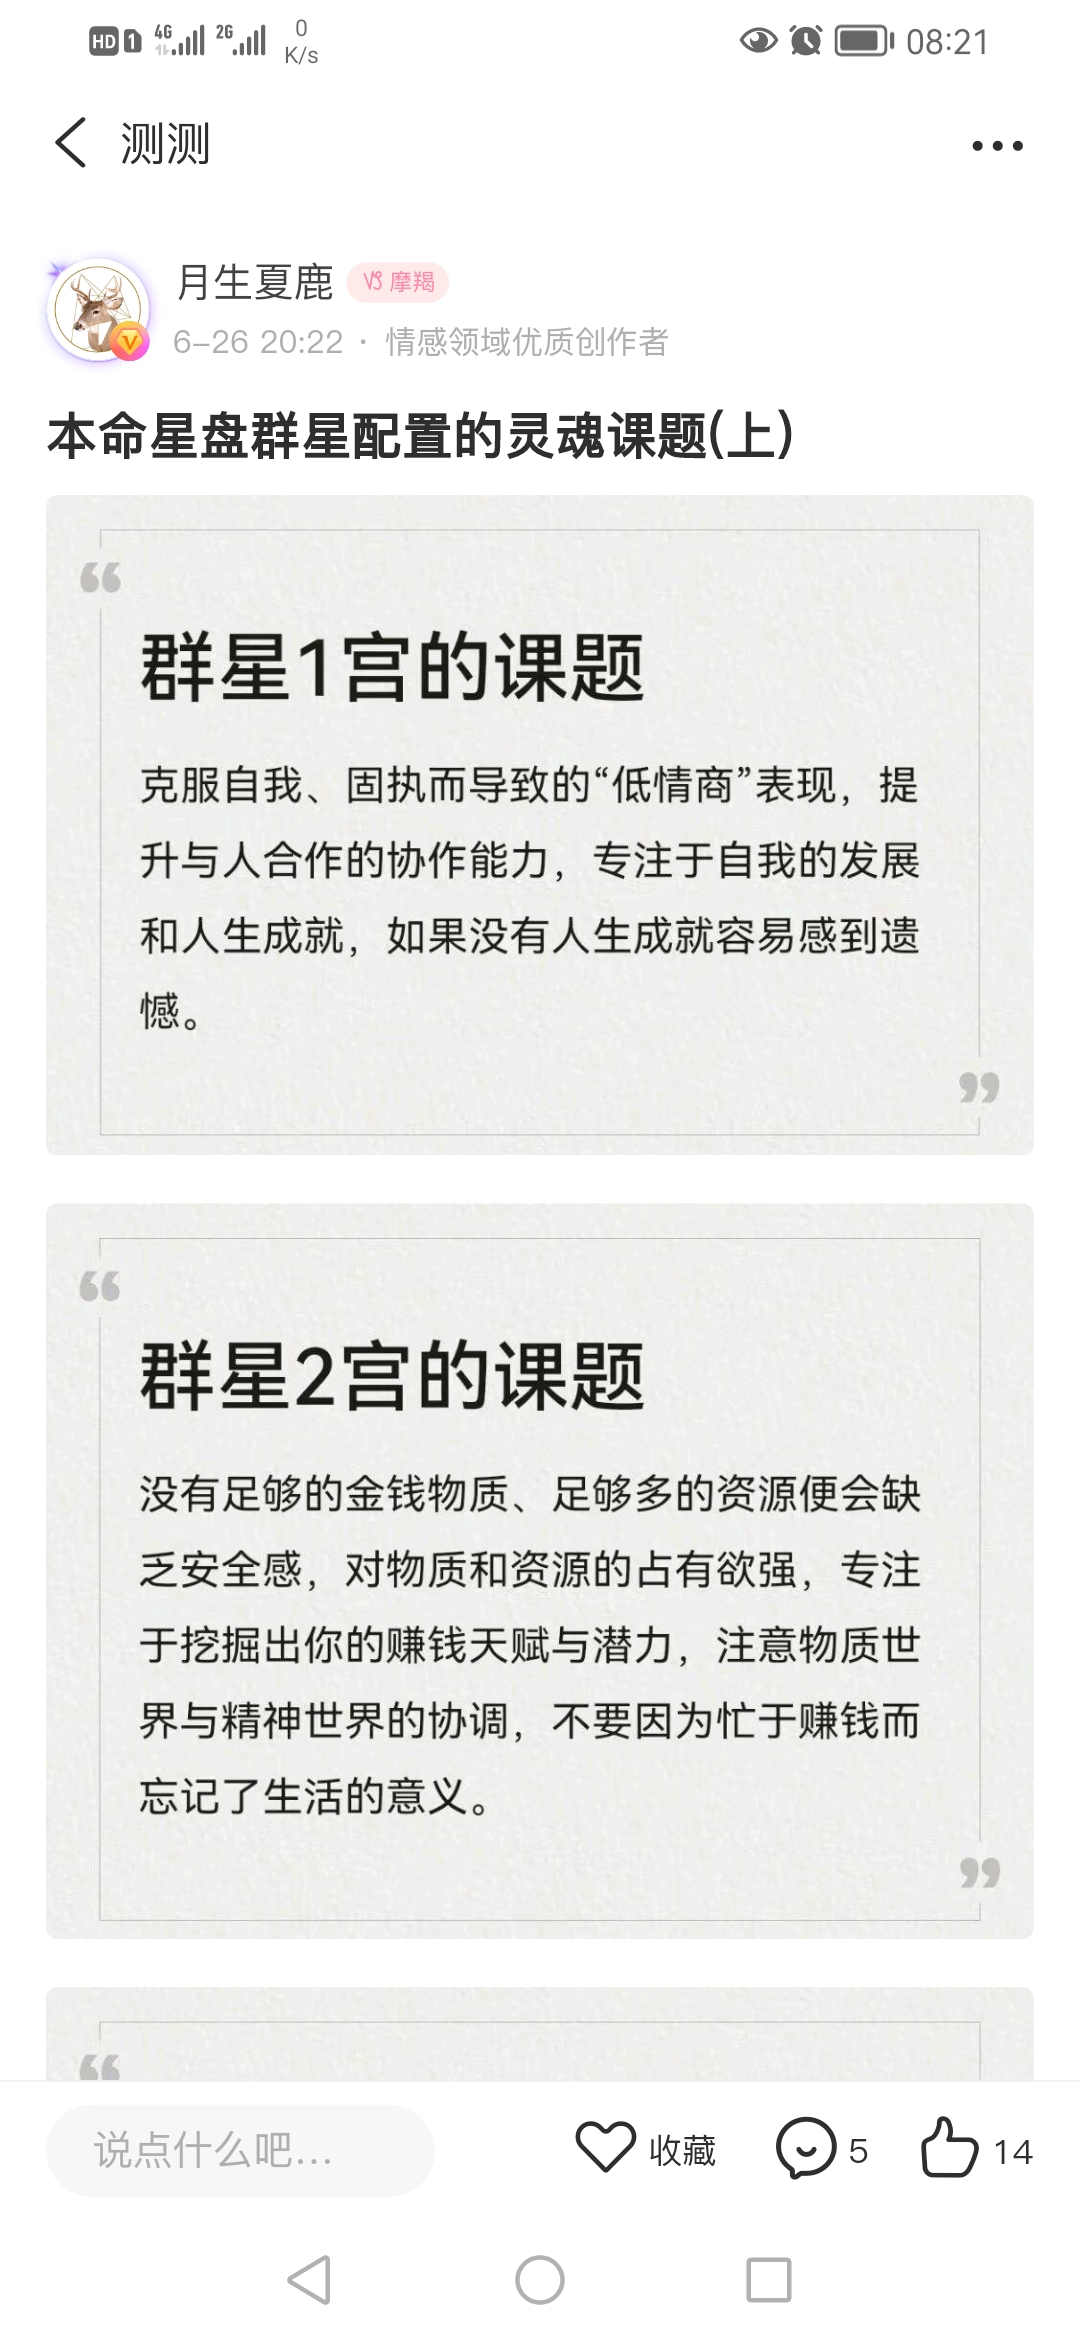 HD 1 4G 2G 0 K/s 08:21
测测
月生夏鹿 摩羯
6-26 20:22 · 情感领域优质创作者
本命星盘群星配置的灵魂课题(上)
“
群星1宫的课题
克服自我、固执而导致的“低情商”表现，提
升与人合作的协作能力，专注于自我的发展
和人生成就，如果没有人生成就容易感到遗
憾。
”
“
群星2宫的课题
没有足够的金钱物质、足够多的资源便会缺
乏安全感，对物质和资源的占有欲强，专注
于挖掘出你的赚钱天赋与潜力，注意物质世
界与精神世界的协调，不要因为忙于赚钱而
忘记了生活的意义。
”
“
说点什么吧... 收藏 5 14